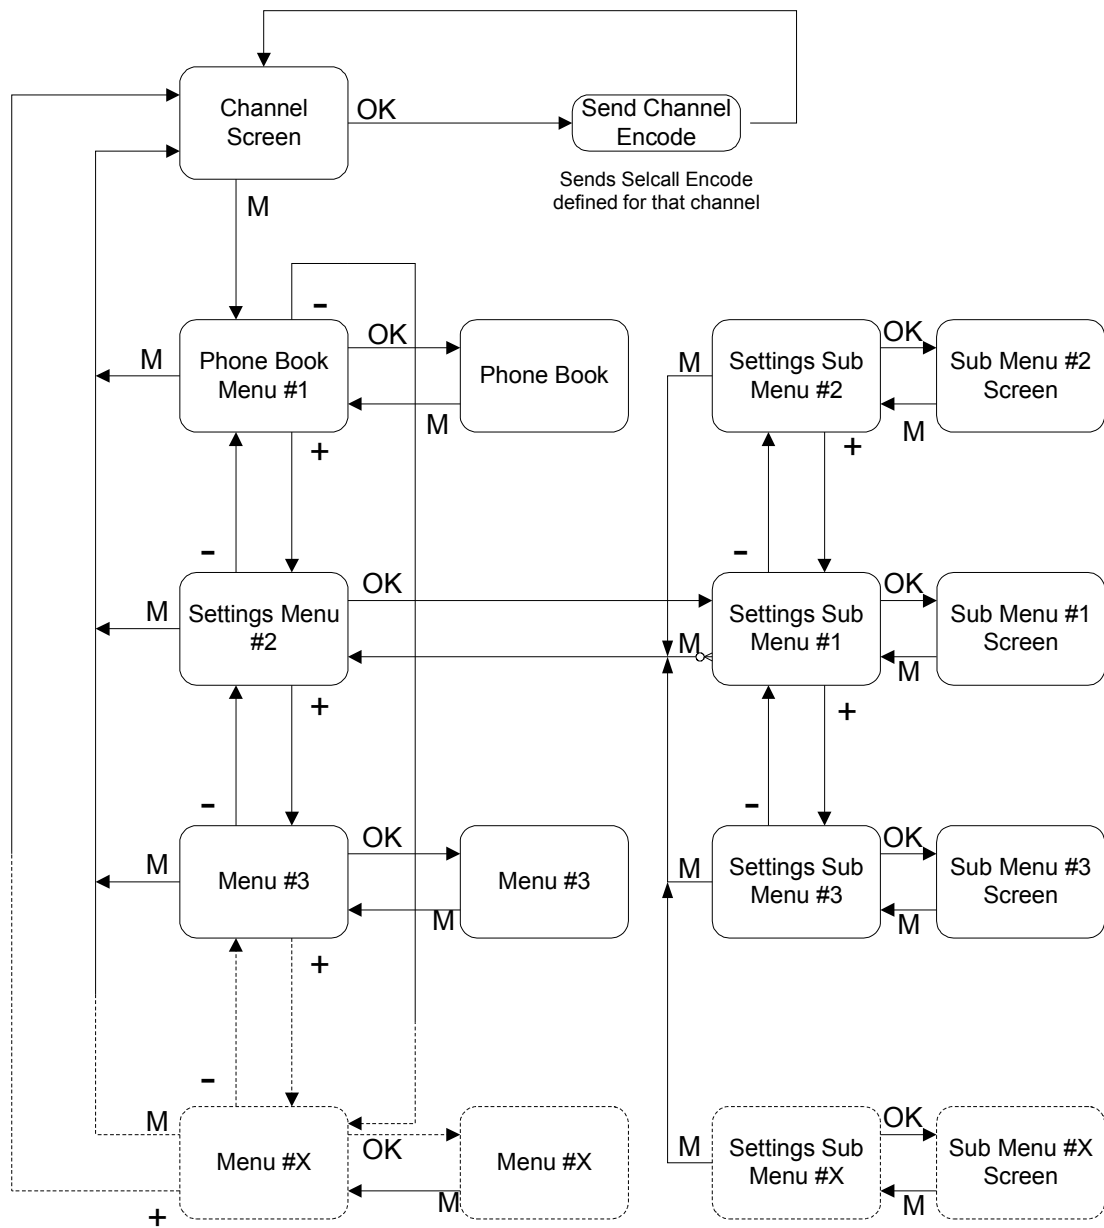 Channel
Screen
OK
Send Channel
Encode
Sends Selcall Encode
defined for that channel
M
-
Phone Book
Menu #1
OK
M
M
+
Phone Book
Settings Sub
Menu #2
OK
M
M
+
Sub Menu #2
Screen
-
Settings Menu
#2
OK
M
+
-
Settings Sub
Menu #1
M
OK
M
+
Sub Menu #1
Screen
-
Menu #3
OK
M
M
+
Menu #3
-
Settings Sub
Menu #3
OK
M
M
Sub Menu #3
Screen
-
Menu #X
M
OK
M
+
Menu #X
Settings Sub
Menu #X
M
OK
M
Sub Menu #X
Screen